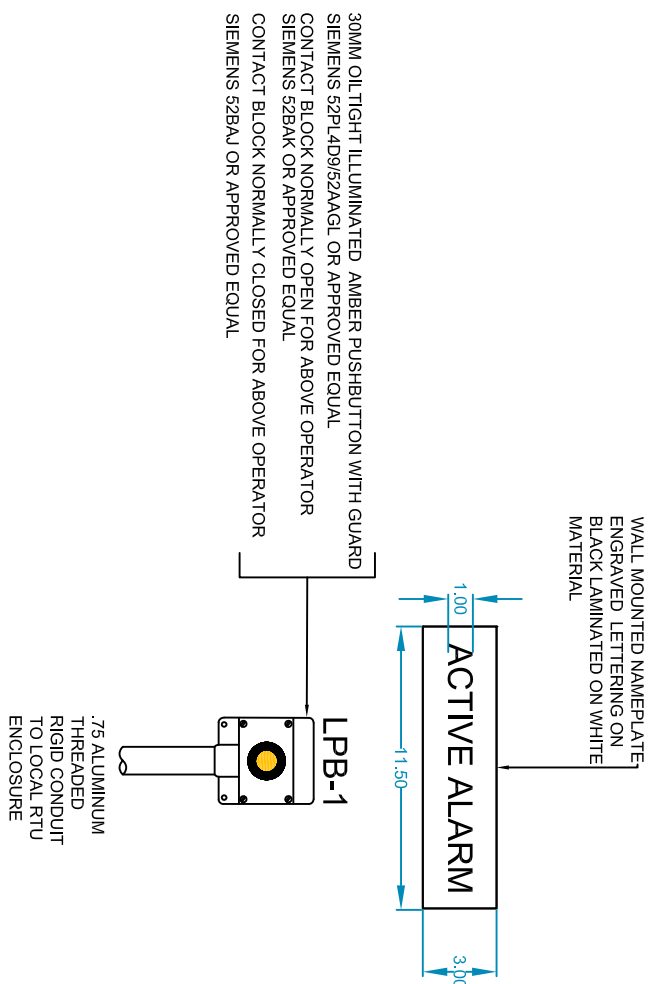 WALL MOUNTED NAMEPLATE
ENGRAVED LETTERING ON
BLACK LAMINATED ON WHITE
MATERIAL
1.00
ACTIVE ALARM
3.00
11.50
30MM OILTIGHT ILLUMINATED AMBER PUSHBUTTON WITH GUARD
SIEMENS 52PL4D9/52AAGL OR APPROVED EQUAL
CONTACT BLOCK NORMALLY OPEN FOR ABOVE OPERATOR
SIEMENS 52BAK OR APPROVED EQUAL
CONTACT BLOCK NORMALLY CLOSED FOR ABOVE OPERATOR
SIEMENS 52BAJ OR APPROVED EQUAL
LPB-1
.75 ALUMINUM
THREADED
RIGID CONDUIT
TO LOCAL RTU
ENCLOSURE